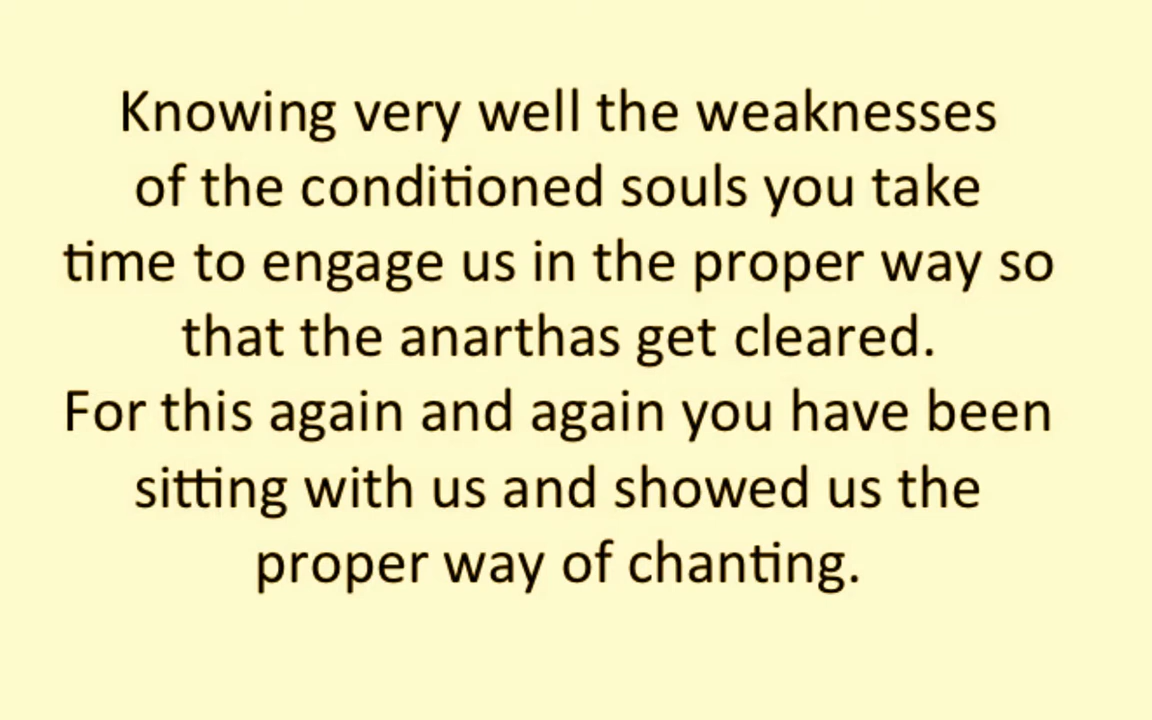 Knowing very well the weaknesses
of the conditioned souls you take
time to engage us in the proper way so
that the anarthas get cleared.
For this again and again you have been
sitting with us and showed us the
proper way of chanting.